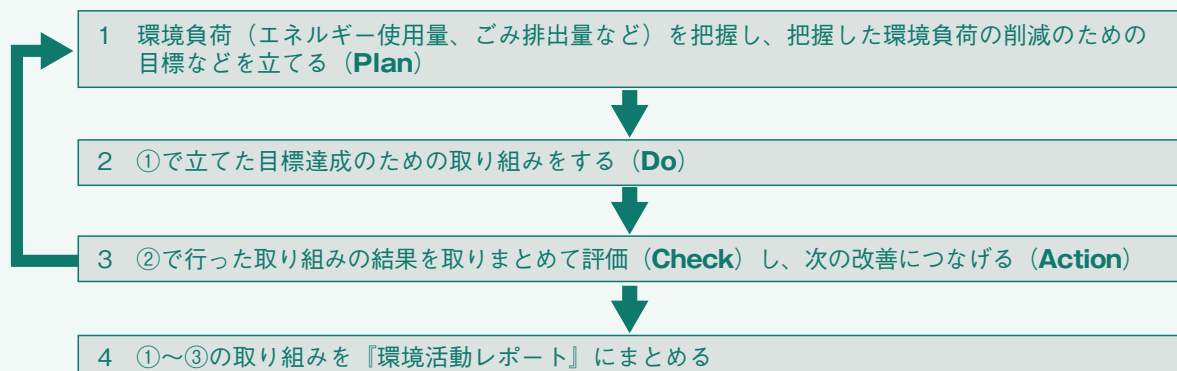 1 環境負荷(エネルギー使用量、ごみ排出量など)を把握し、把握した環境負荷の削減のための
目標などを立てる(Plan)
2 ①で立てた目標達成のための取り組みをする(Do)
3 ②で行った取り組みの結果を取りまとめて評価(Check)し、次の改善につなげる(Action)
4 ①~③の取り組みを『環境活動レポート』にまとめる